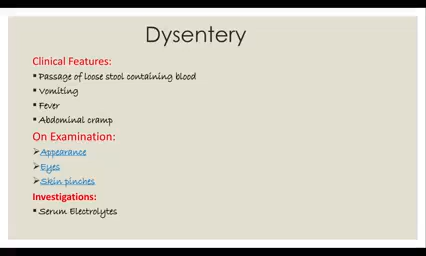 Dysentery
Clinical Features:
▪ Passage of loose stool containing blood
▪ Vomiting
▪ Fever
▪ Abdominal cramp
On Examination:
➢ Appearance
➢ Eyes
➢ Skin pinches
Investigations:
▪ Serum Electrolytes